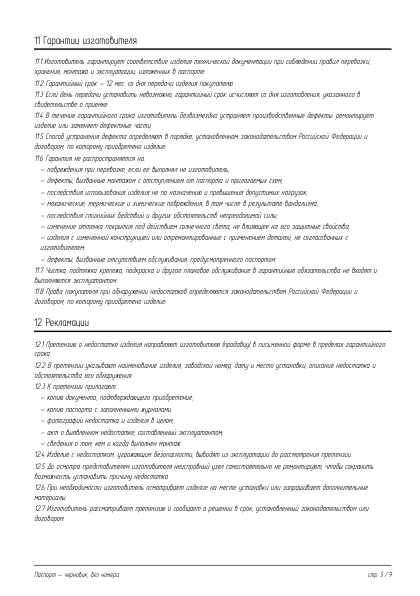 11 Гарантии изготовителя
11.1 Изготовитель гарантирует соответствие изделия технической документации при соблюдении правил перевозки,
хранения, монтажа и эксплуатации, изложенных в паспорте.
11.2 Гарантийный срок — 12 мес. со дня передачи изделия покупателю.
11.3 Если день передачи установить невозможно, гарантийный срок исчисляют со дня изготовления, указанного в
свидетельстве о приемке.
11.4 В течение гарантийного срока изготовитель безвозмездно устраняет производственные дефекты: ремонтирует
изделие или заменяет дефектные части.
11.5 Способ устранения дефекта определяют в порядке, установленном законодательством Российской Федерации и
договором, по которому приобретено изделие.
11.6 Гарантия не распространяется на:
– повреждения при перевозке, если ее выполнял не изготовитель;
– дефекты, вызванные монтажом с отступлением от паспорта и прилагаемых схем;
– последствия использования изделия не по назначению и превышения допустимых нагрузок;
– механические, термические и химические повреждения, в том числе в результате вандализма;
– последствия стихийных бедствий и других обстоятельств непреодолимой силы;
– изменение оттенка покрытия под действием солнечного света, не влияющее на его защитные свойства;
– изделия с измененной конструкцией или отремонтированные с применением деталей, не согласованных с
изготовителем;
– дефекты, вызванные отсутствием обслуживания, предусмотренного паспортом.
11.7 Чистка, подтяжка крепежа, подкраска и другое плановое обслуживание в гарантийные обязательства не входят и
выполняются эксплуатантом.
11.8 Права покупателя при обнаружении недостатков определяются законодательством Российской Федерации и
договором, по которому приобретено изделие.
12 Рекламации
12.1 Претензию о недостатке изделия направляют изготовителю (продавцу) в письменной форме в пределах гарантийного
срока.
12.2 В претензии указывают наименование изделия, заводской номер, дату и место установки, описание недостатка и
обстоятельства его обнаружения.
12.3 К претензии прилагают:
– копию документа, подтверждающего приобретение;
– копию паспорта с заполненными журналами;
– фотографии недостатка и изделия в целом;
– акт о выявленном недостатке, составленный эксплуатантом;
– сведения о том, кем и когда выполнен монтаж.
12.4 Изделие с недостатком, угрожающим безопасности, выводят из эксплуатации до рассмотрения претензии.
12.5 До осмотра представителем изготовителя неисправный узел самостоятельно не ремонтируют, чтобы сохранить
возможность установить причину недостатка.
12.6 При необходимости изготовитель осматривает изделие на месте установки или запрашивает дополнительные
материалы.
12.7 Изготовитель рассматривает претензию и сообщает о решении в срок, установленный законодательством или
договором.
Паспорт — черновик, без номера
стр. 5 / 9